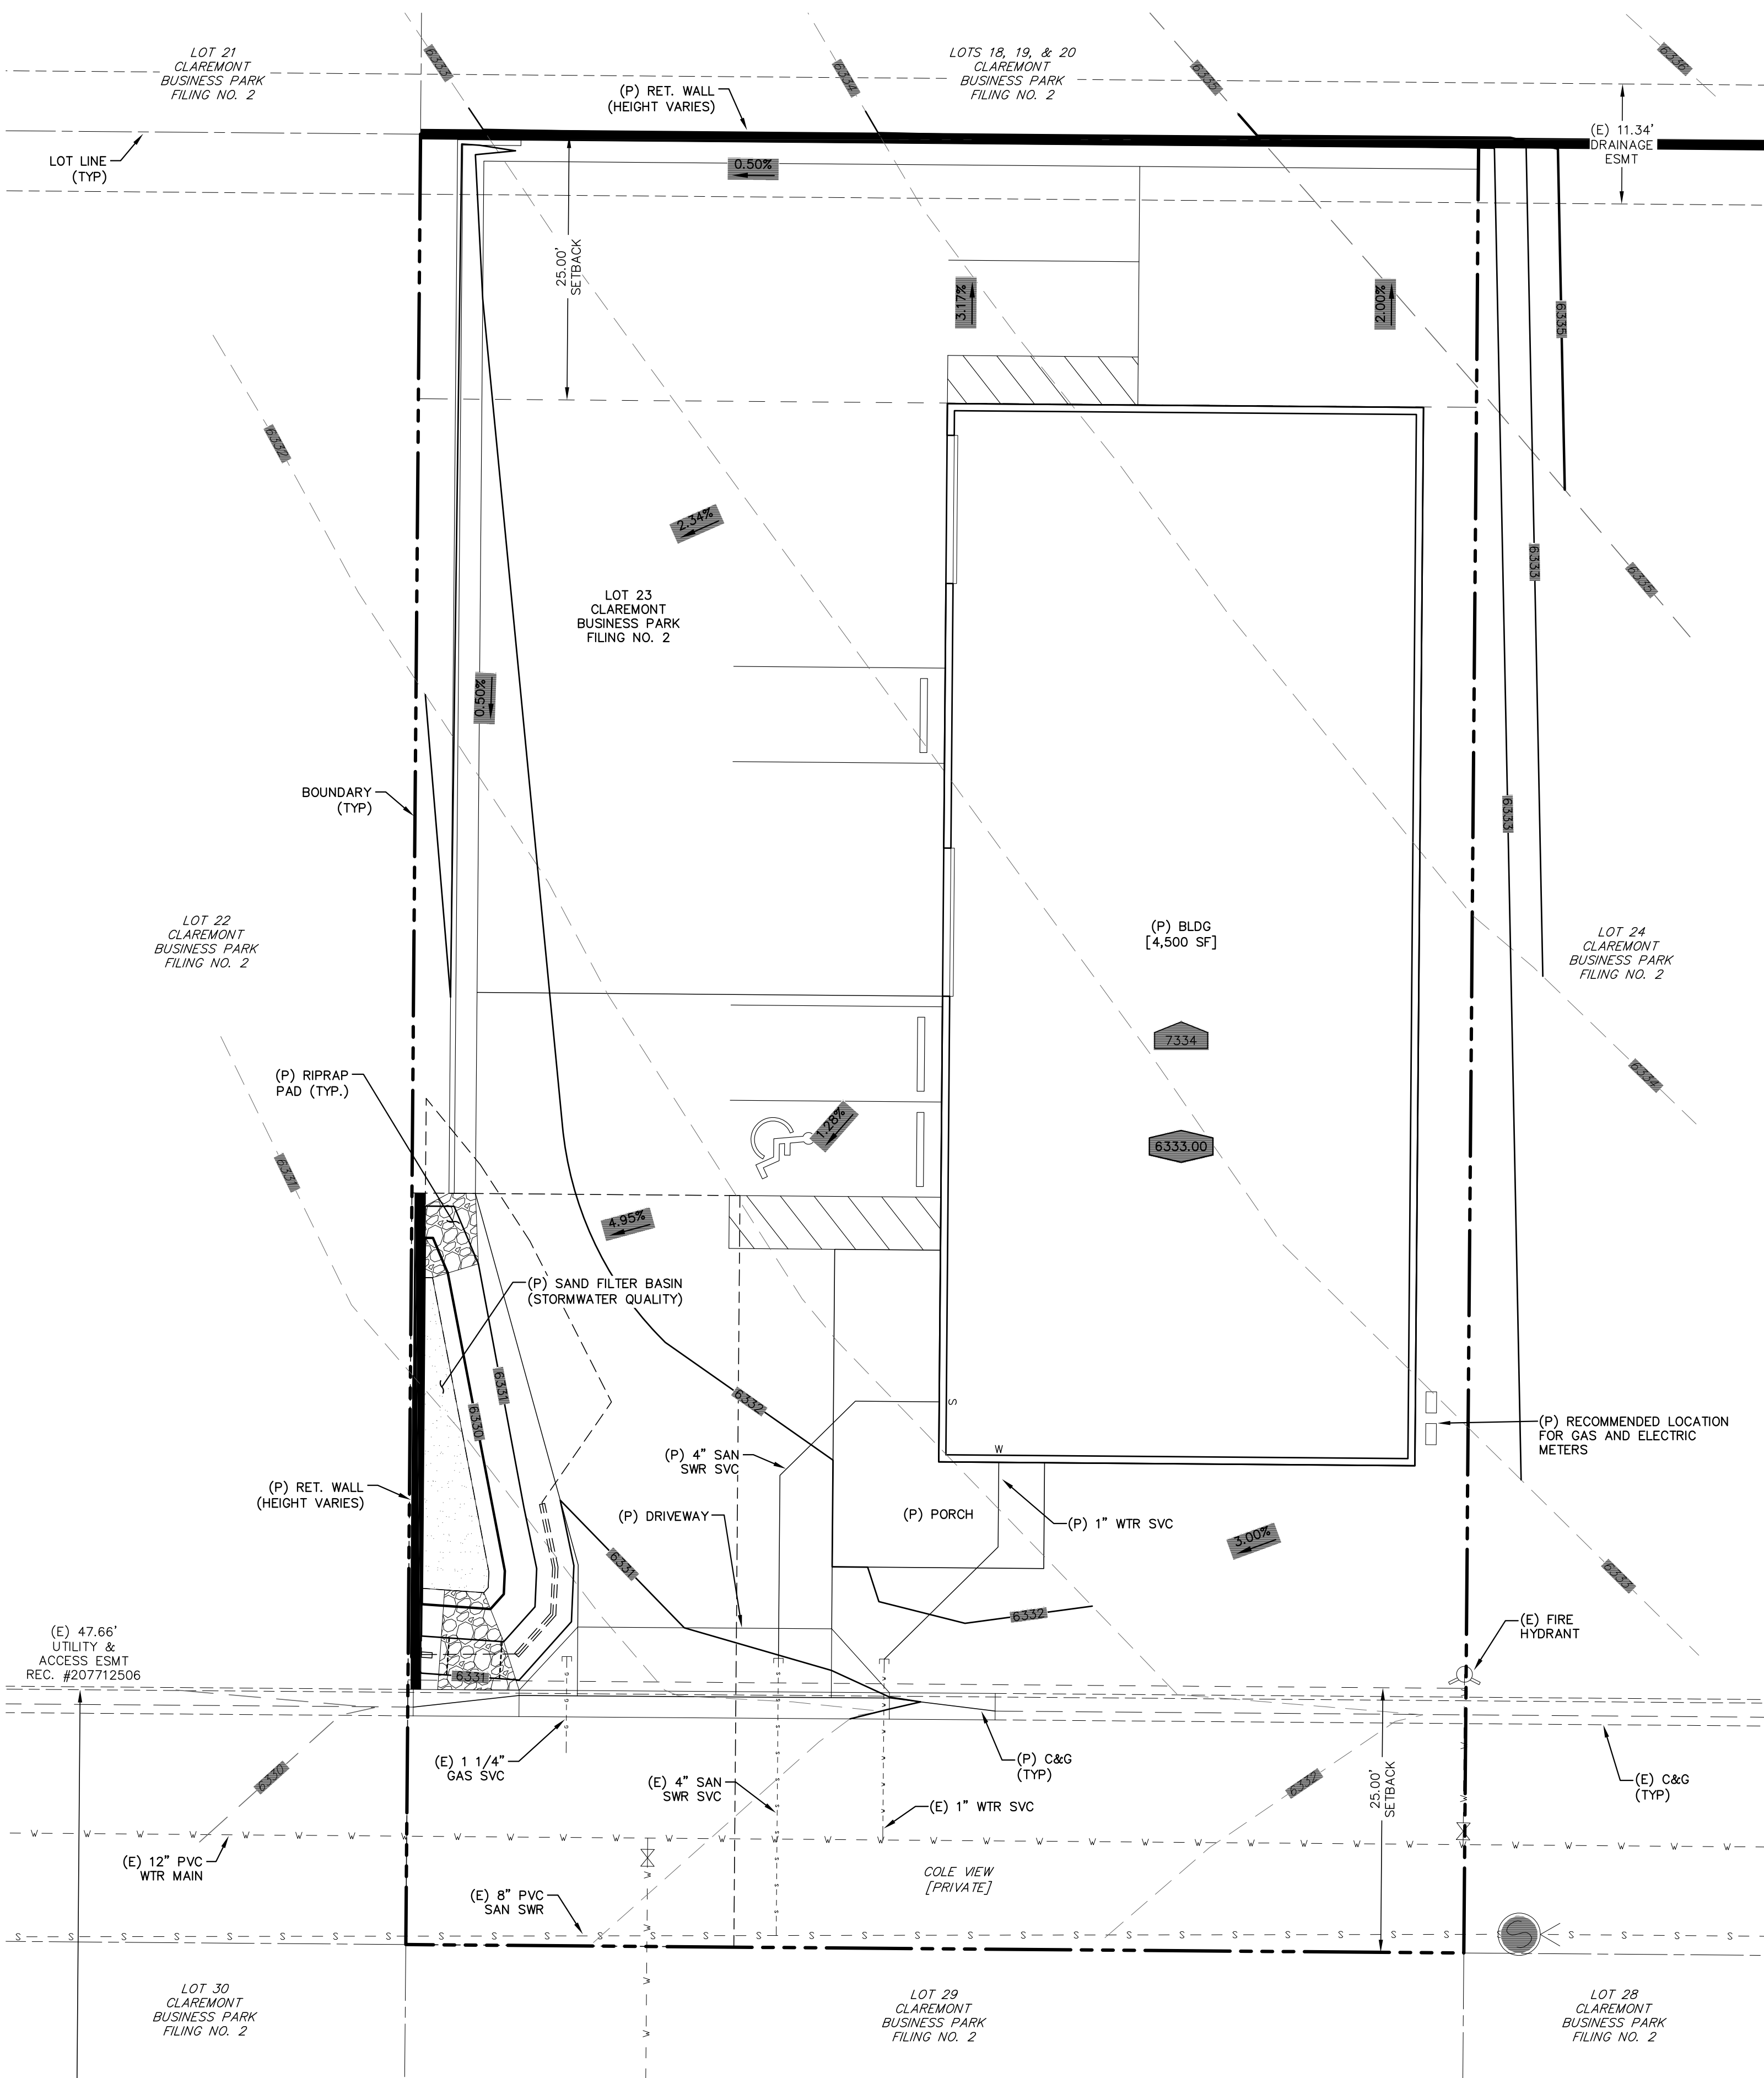 LOT 21
CLAREMONT
BUSINESS PARK
FILING NO. 2
6333
6334
LOTS 18, 19, & 20
CLAREMONT
BUSINESS PARK
FILING NO. 2
6335
6336
(P) RET. WALL
(HEIGHT VARIES)
LOT LINE
(TYP)
(E) 11.34'
DRAINAGE
ESMT
0.50%
25.00'
SETBACK
3.17%
2.00%
6335
6332
2.34%
6333
6335
LOT 23
CLAREMONT
BUSINESS PARK
FILING NO. 2
0.50%
BOUNDARY
(TYP)
6333
LOT 22
CLAREMONT
BUSINESS PARK
FILING NO. 2
(P) BLDG
[4,500 SF]
LOT 24
CLAREMONT
BUSINESS PARK
FILING NO. 2
7334
6334
(P) RIPRAP
PAD (TYP.)
1.28%
6333.00
6331
4.95%
(P) SAND FILTER BASIN
(STORMWATER QUALITY)
6331
6330
6332
S
W
(P) RECOMMENDED LOCATION
FOR GAS AND ELECTRIC
METERS
(P) 4" SAN
SWR SVC
(P) RET. WALL
(HEIGHT VARIES)
(P) DRIVEWAY
(P) PORCH
(P) 1" WTR SVC
3.00%
6331
6333
6332
(E) 47.66'
UTILITY &
ACCESS ESMT
REC. #207712506
(E) FIRE
HYDRANT
6331
(E) 1 1/4"
GAS SVC
(P) C&G
(TYP)
6330
(E) 4" SAN
SWR SVC
6332
25.00'
SETBACK
(E) C&G
(TYP)
(E) 1" WTR SVC
W W W W W W W W W W W W W W W W W W W W W W W W W W W W W W W W W
(E) 12" PVC
WTR MAIN
COLE VIEW
[PRIVATE]
(E) 8" PVC
SAN SWR
S S S S S S S S S S S S S S S S S S S S S S S S S S S S S S S S S
LOT 30
CLAREMONT
BUSINESS PARK
FILING NO. 2
LOT 29
CLAREMONT
BUSINESS PARK
FILING NO. 2
LOT 28
CLAREMONT
BUSINESS PARK
FILING NO. 2